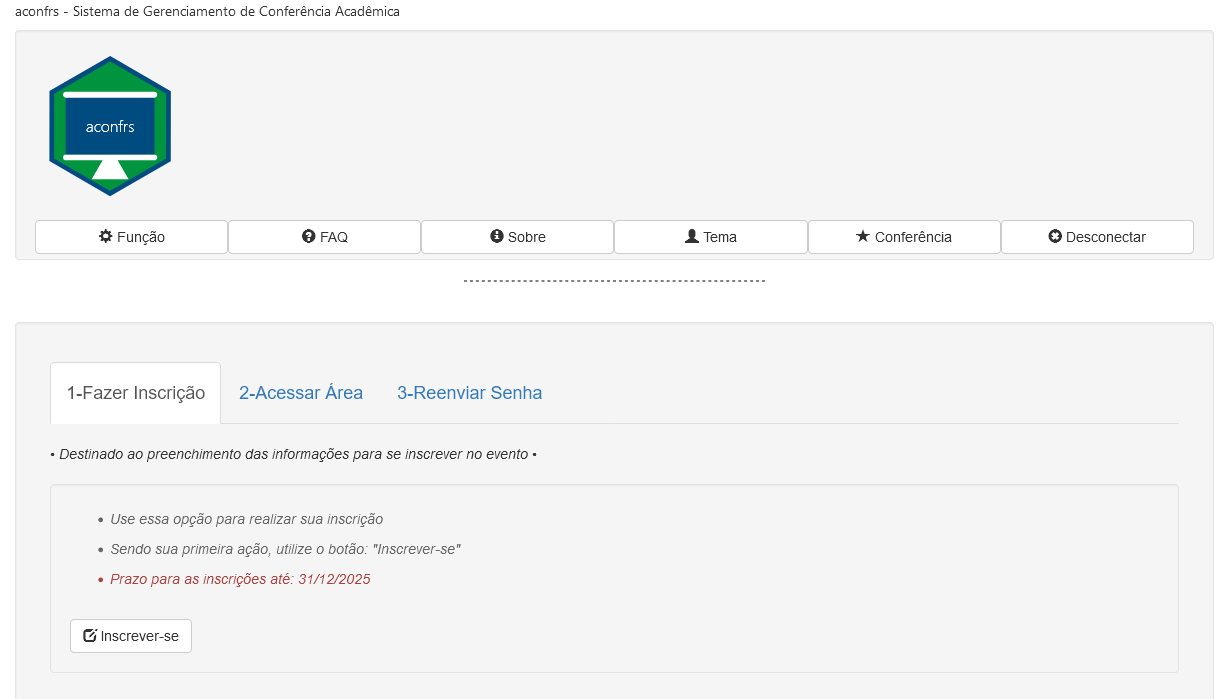 aconfrs - Sistema de Gerenciamento de Conferência Acadêmica
aconfrs
Função FAQ Sobre Tema Conferência Desconectar
1-Fazer Inscrição 2-Acessar Área 3-Reenviar Senha
• Destinado ao preenchimento das informações para se inscrever no evento •
• Use essa opção para realizar sua inscrição
• Sendo sua primeira ação, utilize o botão: "Inscrever-se"
• Prazo para as inscrições até: 31/12/2025
Inscrever-se